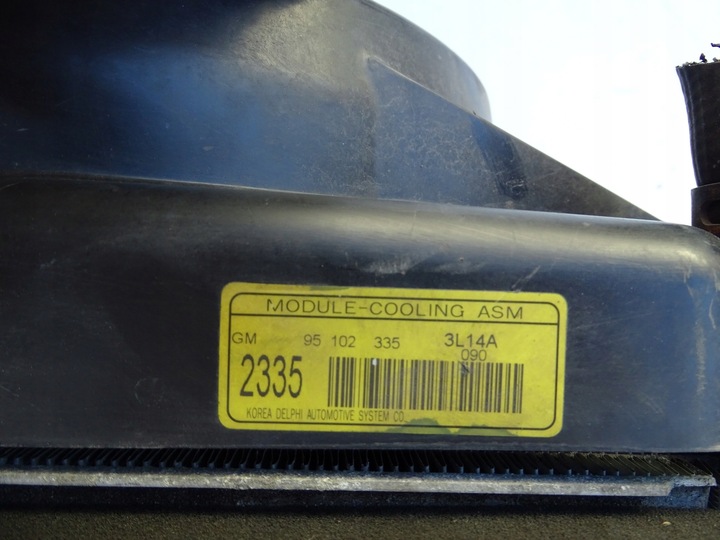 MODULE-COOLING ASM
GM 95 102 335 3L14A
090
2335
KOREA DELPHI AUTOMOTIVE SYSTEM CO.